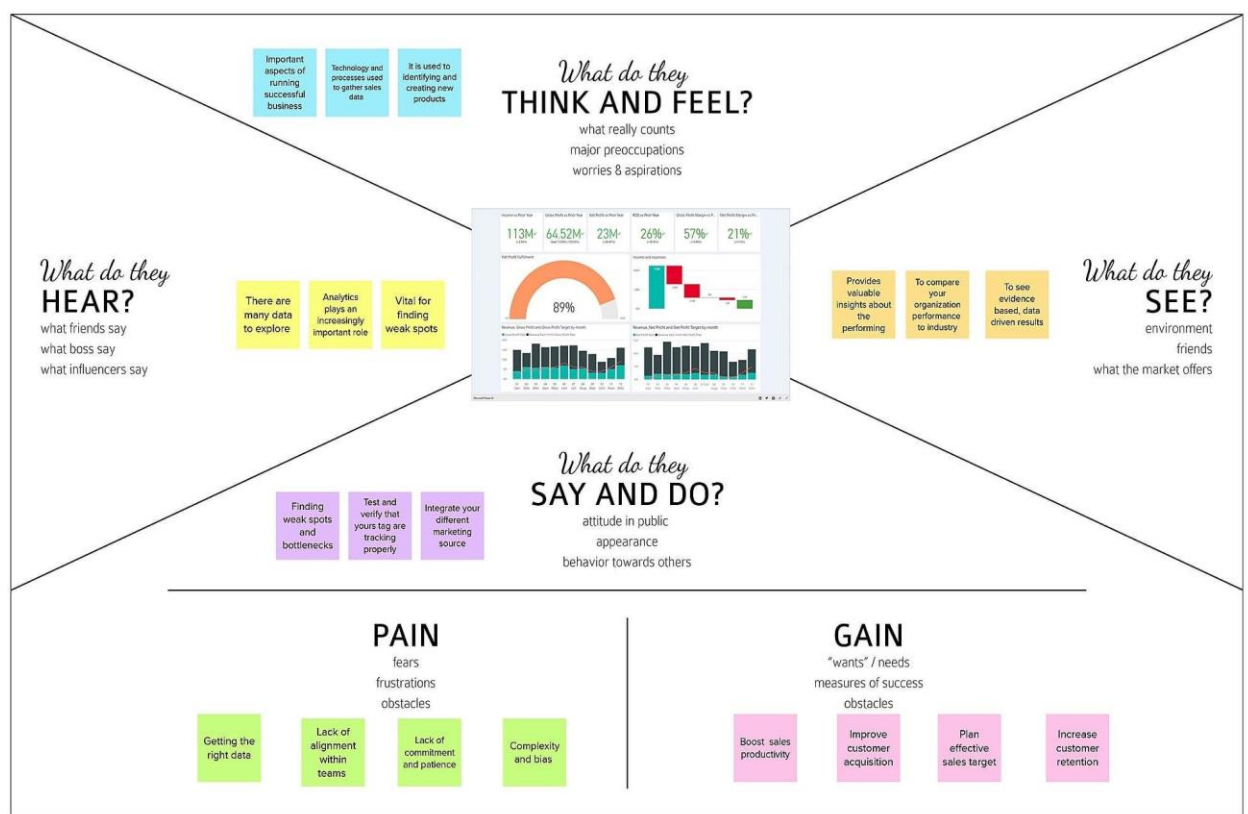 Important
aspects of
running
successful
business
Technology and
processes used
to gather sales
data
It is used to
identifying and
creating new
products
What do they
THINK AND FEEL?
what really counts
major preoccupations
worries & aspirations
What do they
HEAR?
what friends say
what boss say
what influencers say
There are
many data
to explore
Analytics
plays an
increasingly
important role
Vital for
finding
weak spots
113M
64.52M
23M
26%
57%
21%
89%
Provides
valuable
insights about
the
performing
To compare
your
organization
performance
to industry
To see
evidence
based, data
driven results
What do they
SEE?
environment
friends
what the market offers
What do they
SAY AND DO?
attitude in public
appearance
behavior towards others
Finding
weak spots
and
bottlenecks
Test and
verify that
yours tag are
tracking
properly
Integrate your
different
marketing
source
PAIN
fears
frustrations
obstacles
Getting the
right data
Lack of
alignment
within
teams
Lack of
commitment
and patience
Complexity
and bias
GAIN
"wants" / needs
measures of success
obstacles
Boost sales
productivity
Improve
customer
acquisition
Plan
effective
sales target
Increase
customer
retention